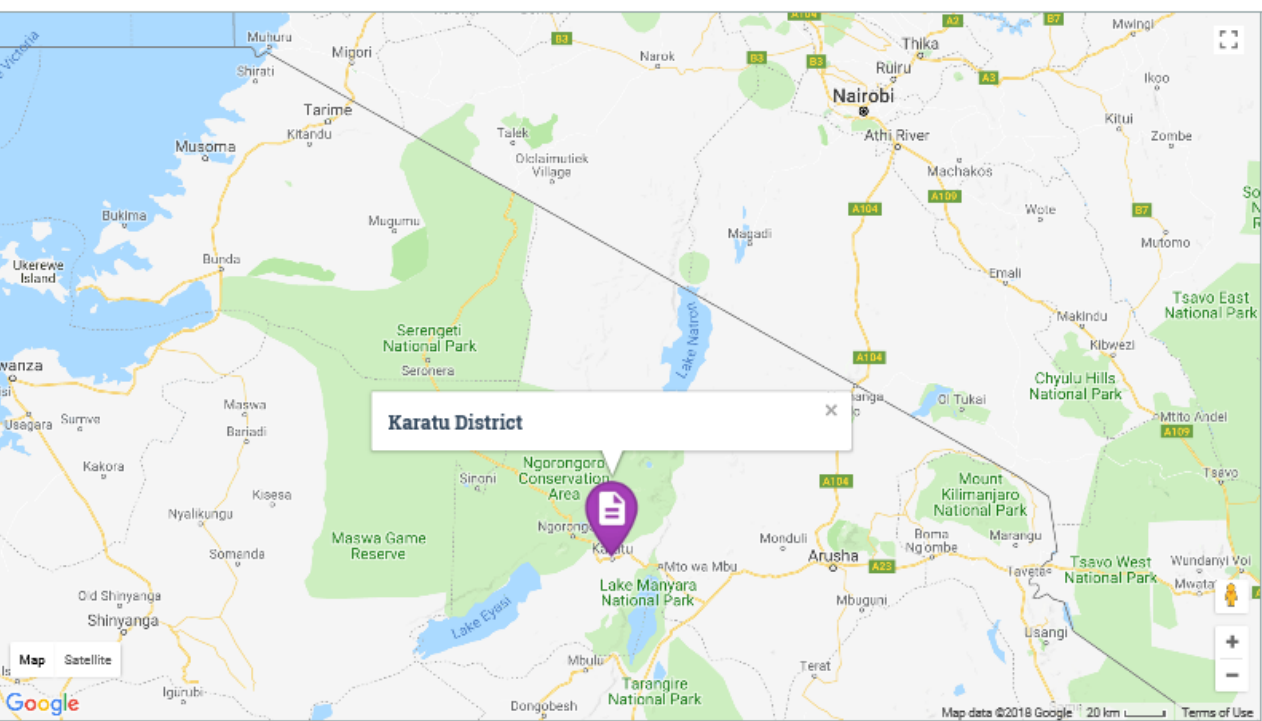 Victoria
Muhuru
Migori
Shirati
B3
Narok
B3
B3
A104
A2
B7
Mwingi
Thika
Ruiru
A3
Ikoo
Nairobi
Tarime
Kitandu
Talek
Kitui
Zombe
Athi River
Musoma
Olclaimutiek
Village
Machakos
A109
Bukima
Mugumu
A104
Wote
B7
Magadi
Mutomo
Ukerewe
Island
Bunda
Emali
Tsavo East
National Park
Lake Natron
Makindu
Serengeti
National Park
Kibwezi
Seronera
A104
Chyulu Hills
National Park
Maswa
Ol Tukai
Usagara
Sumve
Bariadi
Karatu District
Mtito Andei
A109
Kakora
Ngorongoro
Conservation
Area
Kisesa
A104
Mount
Kilimanjaro
National Park
Tsavo
Nyalikungu
Maswa Game
Reserve
Monduli
Boma
Ng'ombe
Marangu
Somanda
Mto wa Mbu
Arusha
A23
Taveta
Tsavo West
National Park
Wundanyi
Voi
Lake Manyara
National Park
Old Shinyanga
Shinyanga
Lake Eyasi
Mbuguni
Usangi
Map
Satellite
Mbulu
Terat
Tarangire
National Park
Igurubi
Dongobesh
Google
Map data ©2018 Google
20 km
Terms of Use